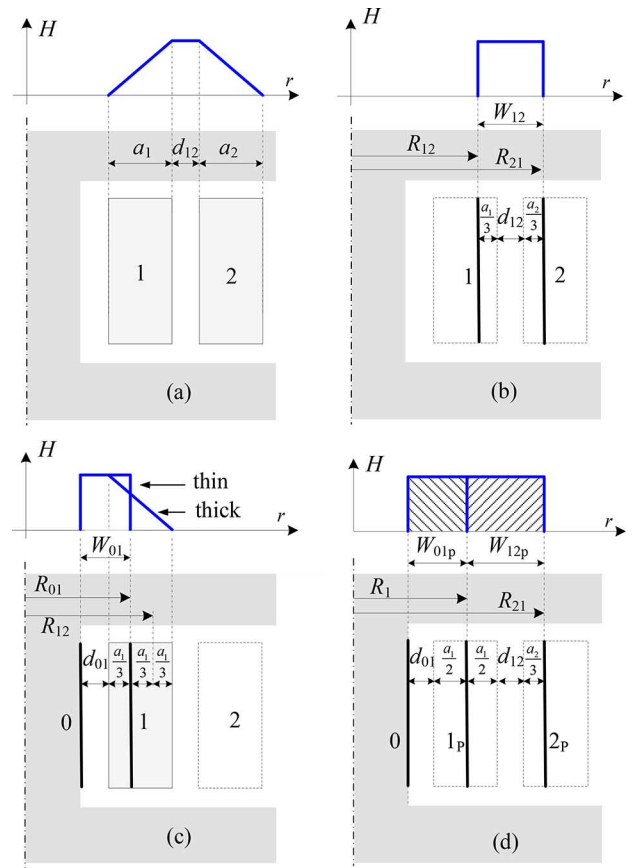 H
r
a₁ d₁₂ a₂
1 2
(a)
H
r
W₁₂
R₁₂
R₂₁
a₁/3 d₁₂ a₂/3
1 2
(b)
H
thin
thick
r
W₀₁
R₀₁
R₁₂
d₀₁ a₁/3 a₁/3 a₁/3
0 1 2
(c)
H
r
W₀₁ₚ W₁₂ₚ
R₁
R₂₁
d₀₁ a₁/2 a₁/2 d₁₂ a₂/3
0 1ₚ 2ₚ
(d)